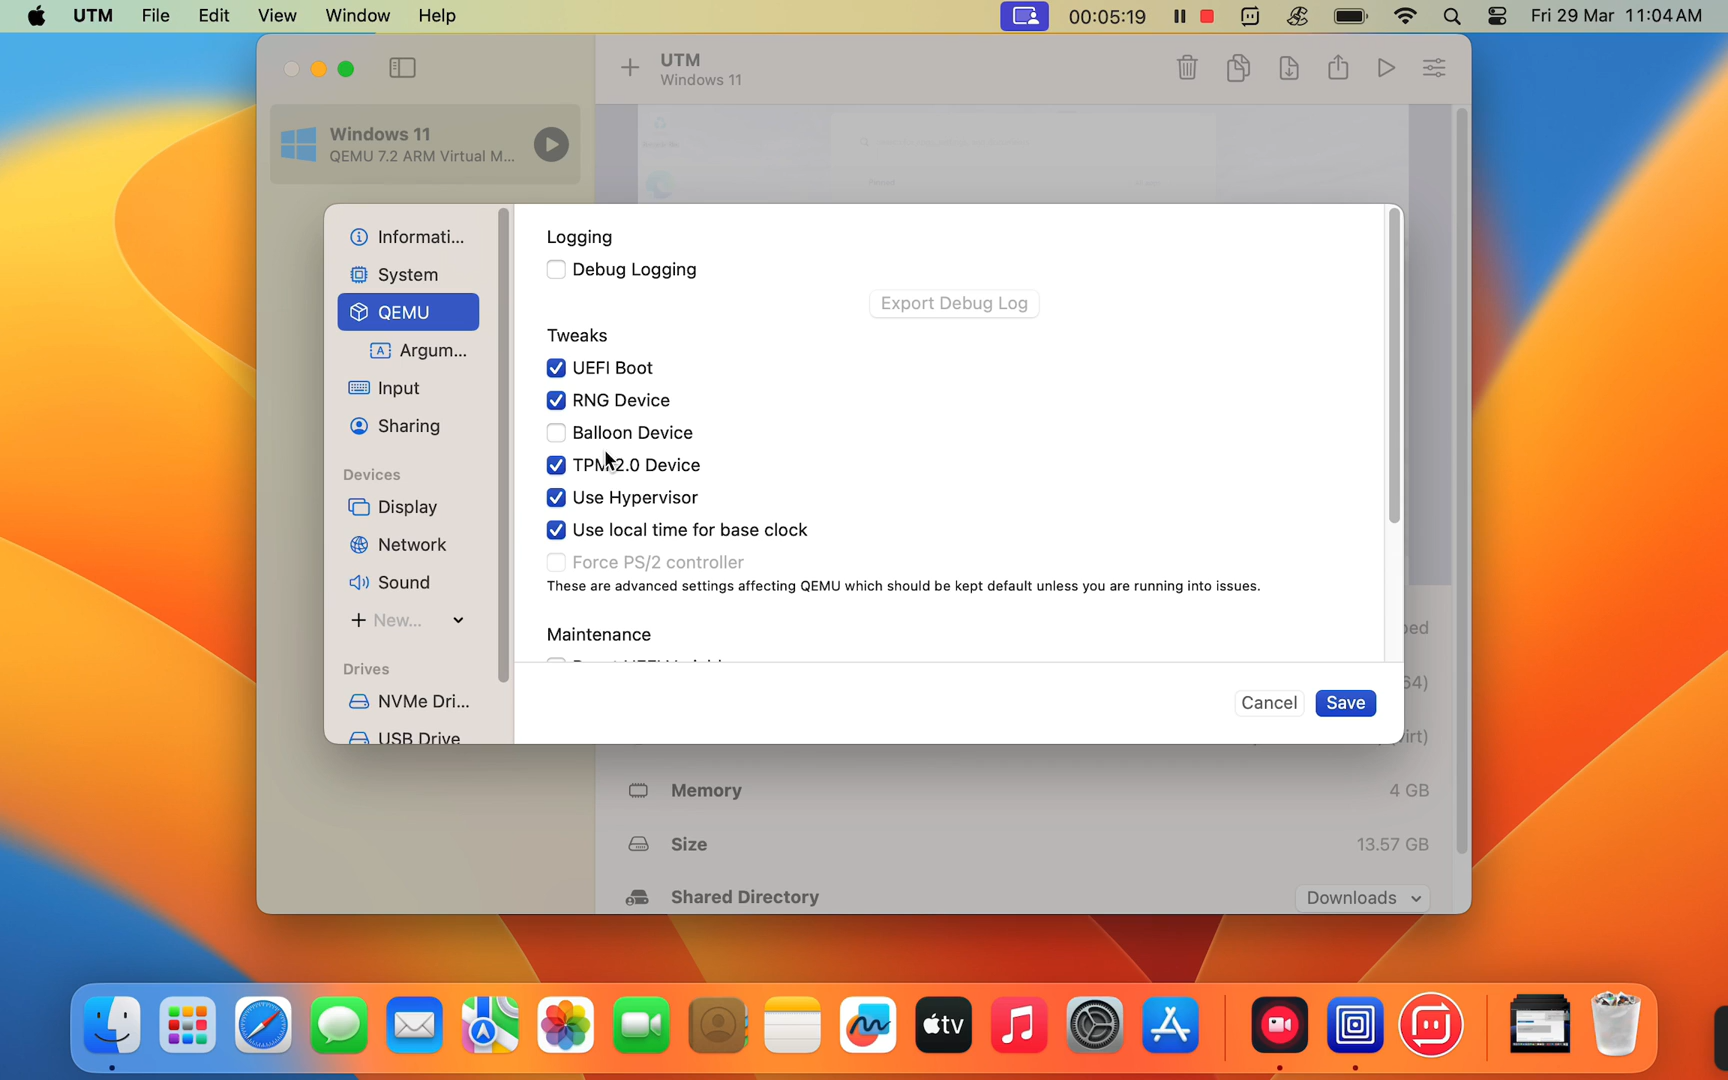 UTM File Edit View Window Help 00:05:19 Fri 29 Mar 11:04 AM
UTM
Windows 11
Windows 11
QEMU 7.2 ARM Virtual M...
Informati...
System
QEMU
Argum...
Input
Sharing
Devices
Display
Network
Sound
New...
Drives
NVMe Dri...
USB Drive
Logging
Debug Logging
Export Debug Log
Tweaks
UEFI Boot
RNG Device
Balloon Device
TPM 2.0 Device
Use Hypervisor
Use local time for base clock
Force PS/2 controller
These are advanced settings affecting QEMU which should be kept default unless you are running into issues.
Maintenance
Cancel Save
Memory 4 GB
Size 13.57 GB
Shared Directory Downloads
tv